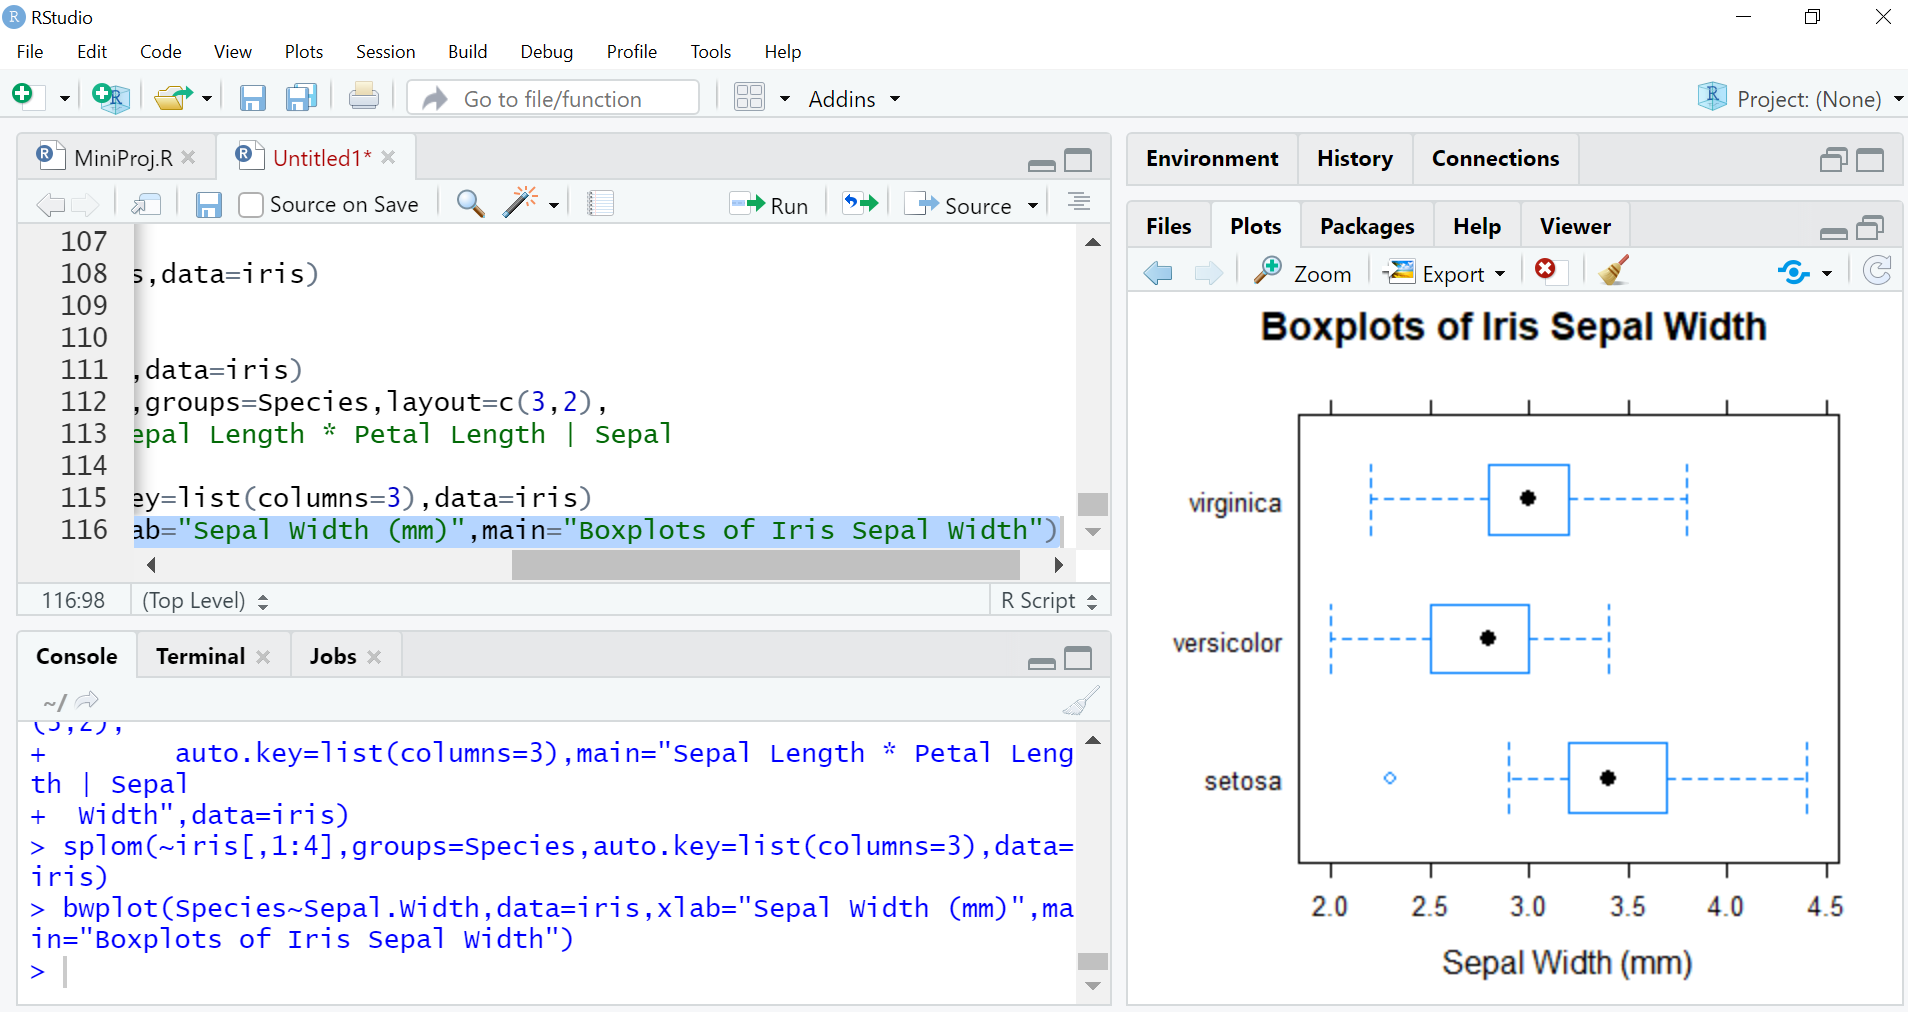 RStudio
File Edit Code View Plots Session Build Debug Profile Tools Help
Go to file/function Addins Project: (None)
MiniProj.R Untitled1*
Source on Save Run Source
107
108 s,data=iris)
109
110
111 ,data=iris)
112 ,groups=Species,layout=c(3,2),
113 epal Length * Petal Length | Sepal
114
115 ey=list(columns=3),data=iris)
116 ab="Sepal Width (mm)",main="Boxplots of Iris Sepal Width")
116:98 (Top Level) R Script
Console Terminal Jobs
~/
(3,2),
+         auto.key=list(columns=3),main="Sepal Length * Petal Leng
th | Sepal
+  Width",data=iris)
> splom(~iris[,1:4],groups=Species,auto.key=list(columns=3),data=
iris)
> bwplot(Species~Sepal.Width,data=iris,xlab="Sepal Width (mm)",ma
in="Boxplots of Iris Sepal Width")
>
Environment History Connections
Files Plots Packages Help Viewer
Zoom Export
Boxplots of Iris Sepal Width
virginica
versicolor
setosa
2.0 2.5 3.0 3.5 4.0 4.5
Sepal Width (mm)